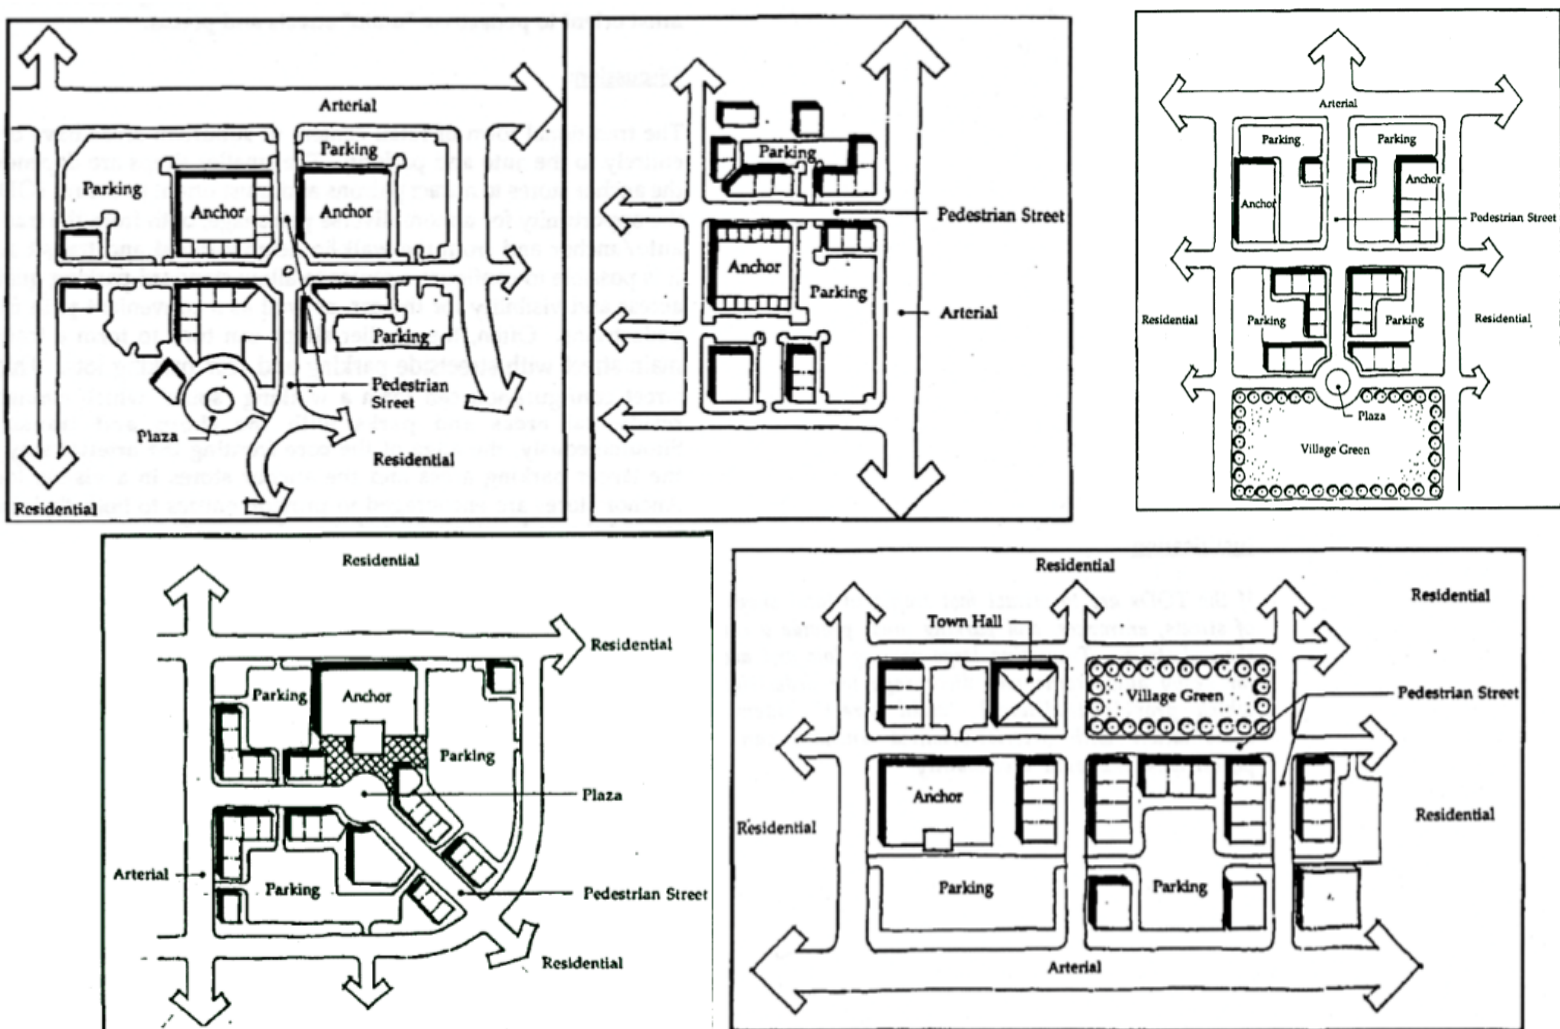 Arterial
Parking
Parking
Anchor
Anchor
Parking
Pedestrian
Street
Plaza
Residential
Residential
Parking
Pedestrian Street
Anchor
Parking
Arterial
Arterial
Parking
Parking
Anchor
Anchor
Pedestrian Street
Residential
Parking
Parking
Residential
Plaza
Village Green
Residential
Residential
Parking
Anchor
Parking
Plaza
Arterial
Parking
Pedestrian Street
Residential
Residential
Residential
Town Hall
Village Green
Pedestrian Street
Anchor
Residential
Residential
Parking
Parking
Arterial